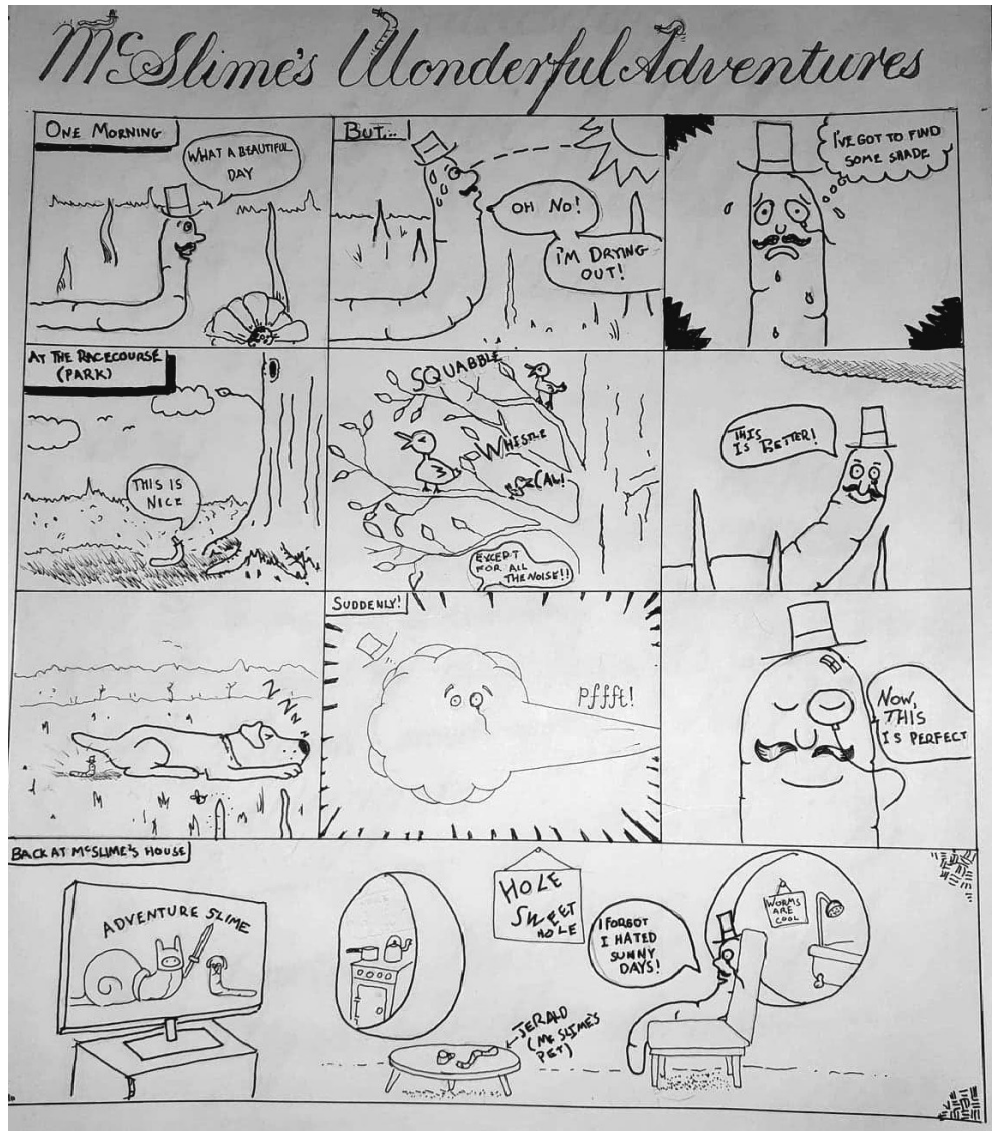 McSlime's Wonderful Adventures
ONE MORNING
WHAT A BEAUTIFUL
DAY
BUT...
OH NO!
I'M DRYING
OUT!
I'VE GOT TO FIND
SOME SHADE
AT THE RACECOURSE
(PARK)
THIS IS
NICE
SQUABBLE
WHISTLE
CAL!
EXCEPT
FOR ALL
THE NOISE!!
THIS
IS BETTER!
ZZZZ
SUDDENLY!
Pffft!
NOW,
THIS
IS PERFECT
BACK AT McSLIME'S HOUSE
ADVENTURE SLIME
HOLE
SWEET
HOLE
JERALD
(McSLIME'S
PET)
I FORGOT
I HATED
SUNNY
DAYS!
WORMS
ARE
COOL